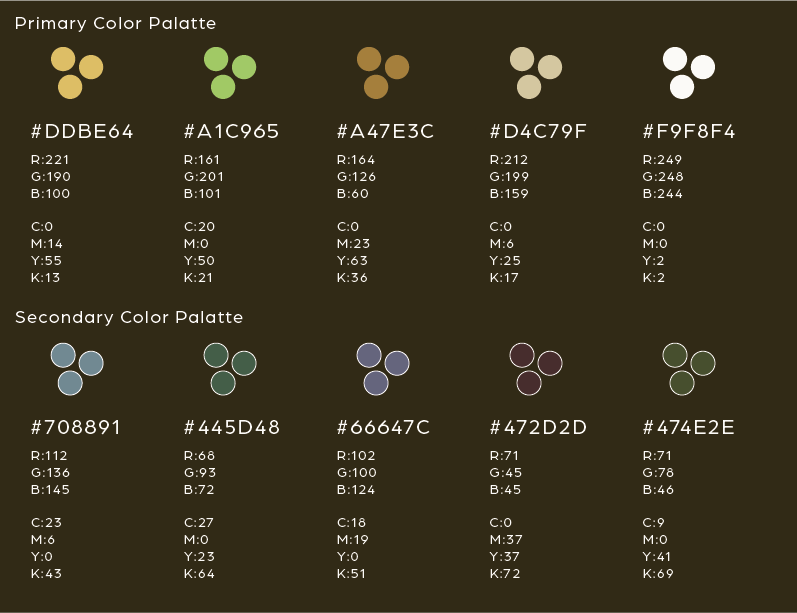 Primary Color Palatte
#DDBE64 #A1C965 #A47E3C #D4C79F #F9F8F4
R:221 R:161 R:164 R:212 R:249
G:190 G:201 G:126 G:199 G:248
B:100 B:101 B:60 B:159 B:244
C:0 C:20 C:0 C:0 C:0
M:14 M:0 M:23 M:6 M:0
Y:55 Y:50 Y:63 Y:25 Y:2
K:13 K:21 K:36 K:17 K:2
Secondary Color Palatte
#708891 #445D48 #66647C #472D2D #474E2E
R:112 R:68 R:102 R:71 R:71
G:136 G:93 G:100 G:45 G:78
B:145 B:72 B:124 B:45 B:46
C:23 C:27 C:18 C:0 C:9
M:6 M:0 M:19 M:37 M:0
Y:0 Y:23 Y:0 Y:37 Y:41
K:43 K:64 K:51 K:72 K:69